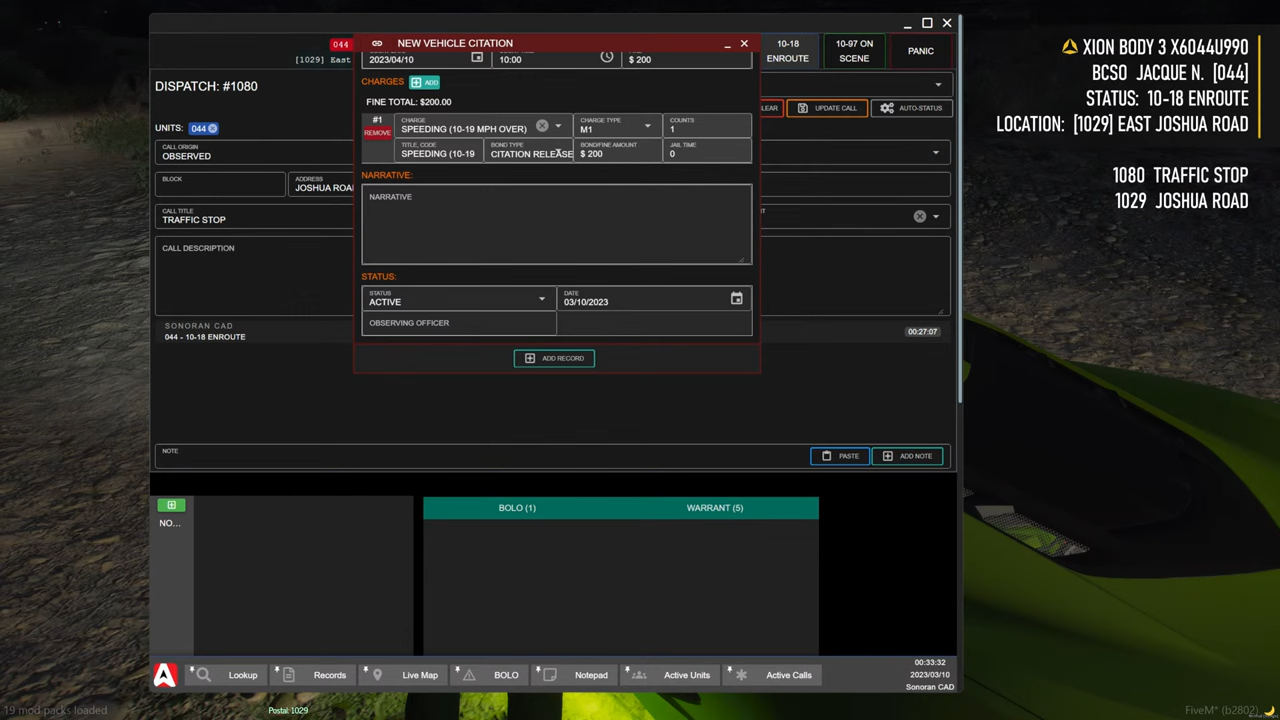 044
[1029] East
DISPATCH: #1080
UNITS: 044
CALL ORIGIN
OBSERVED
BLOCK
ADDRESS
JOSHUA ROA
CALL TITLE
TRAFFIC STOP
CALL DESCRIPTION
SONORAN CAD
044 - 10-18 ENROUTE
00:27:07
NEW VEHICLE CITATION
2023/04/10
10:00
$ 200
CHARGES
ADD
FINE TOTAL: $200.00
#1
REMOVE
CHARGE
SPEEDING (10-19 MPH OVER)
CHARGE TYPE
M1
COUNTS
1
TITLE, CODE
SPEEDING (10-19
BOND TYPE
CITATION RELEASE
BOND/FINE AMOUNT
$ 200
JAIL TIME
0
NARRATIVE:
NARRATIVE
STATUS:
STATUS
ACTIVE
DATE
03/10/2023
OBSERVING OFFICER
ADD RECORD
10-18
ENROUTE
10-97 ON
SCENE
PANIC
LEAR
UPDATE CALL
AUTO-STATUS
NOTE
PASTE
ADD NOTE
NO...
BOLO (1)
WARRANT (5)
Lookup
Records
Live Map
BOLO
Notepad
Active Units
Active Calls
00:33:32
2023/03/10
Sonoran CAD
XION BODY 3 X6044U990
BCSO JACQUE N. [044]
STATUS: 10-18 ENROUTE
LOCATION: [1029] EAST JOSHUA ROAD
1080 TRAFFIC STOP
1029 JOSHUA ROAD
19 mod packs loaded
Postal: 1029
FiveM* (b2802)